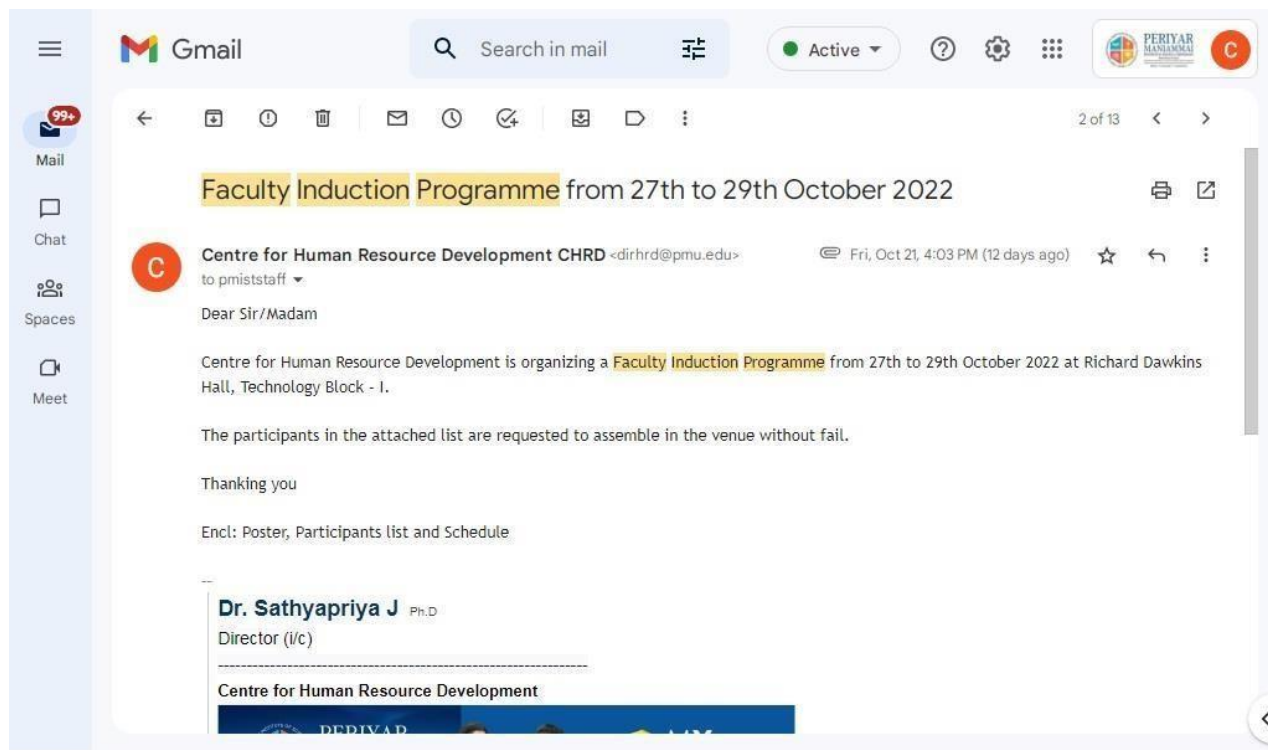 Gmail
Search in mail
Active
PERIYAR
MANIAMMAI
C
99+
Mail
2 of 13
Faculty Induction Programme from 27th to 29th October 2022
Chat
C
Centre for Human Resource Development CHRD <dirhrd@pmu.edu>
Fri, Oct 21, 4:03 PM (12 days ago)
to pmiststaff
Spaces
Dear Sir/Madam
Centre for Human Resource Development is organizing a Faculty Induction Programme from 27th to 29th October 2022 at Richard Dawkins
Hall, Technology Block - I.
Meet
The participants in the attached list are requested to assemble in the venue without fail.
Thanking you
Encl: Poster, Participants list and Schedule
--
Dr. Sathyapriya J Ph.D
Director (i/c)
------------------------------------------------------------------
Centre for Human Resource Development
PERIYAR